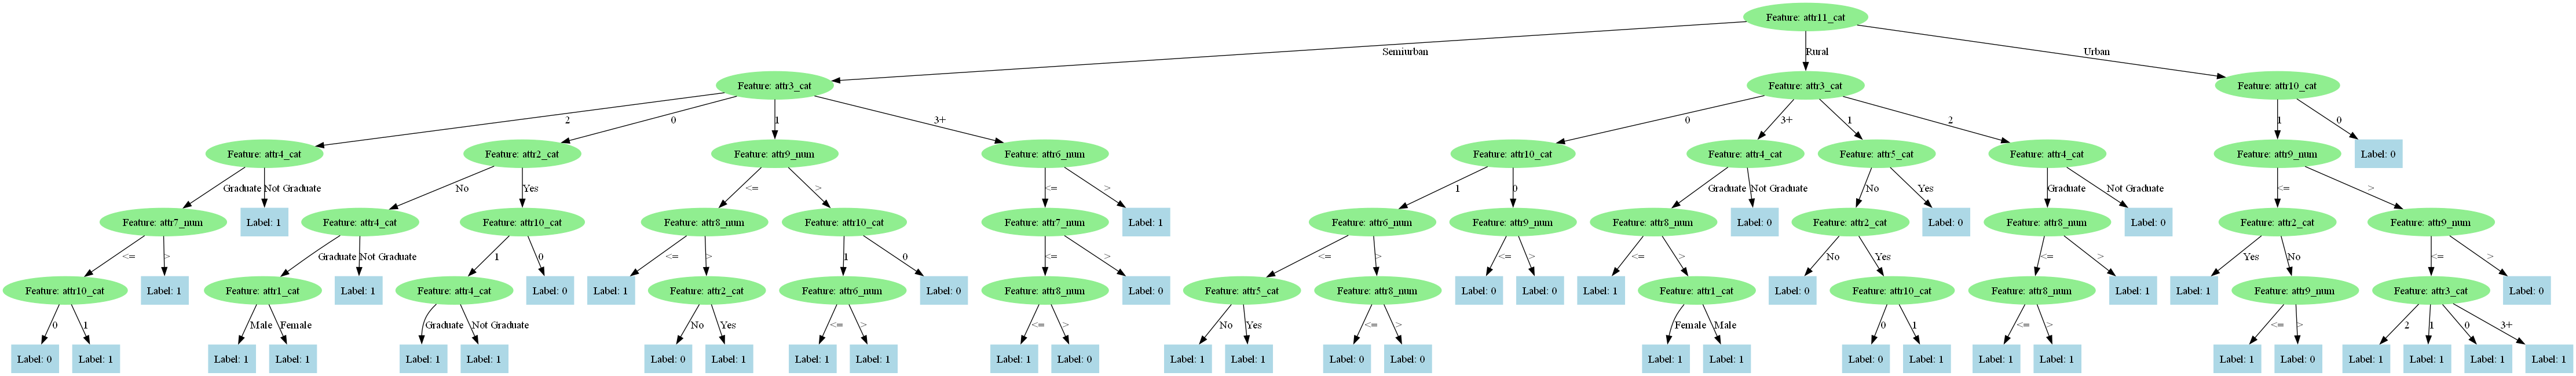 Feature: attr11_cat
Semiurban
Rural
Urban
Feature: attr3_cat
Feature: attr3_cat
Feature: attr10_cat
2
0
1
3+
0
3+
1
2
1
0
Feature: attr4_cat
Feature: attr2_cat
Feature: attr9_num
Feature: attr6_num
Feature: attr10_cat
Feature: attr4_cat
Feature: attr5_cat
Feature: attr4_cat
Feature: attr9_num
Label: 0
Graduate
Not Graduate
No
Yes
<=
>
<=
>
1
0
Graduate
Not Graduate
No
Yes
Graduate
Not Graduate
<=
>
Feature: attr7_num
Label: 1
Feature: attr4_cat
Feature: attr10_cat
Feature: attr8_num
Feature: attr10_cat
Feature: attr7_num
Label: 1
Feature: attr6_num
Feature: attr9_num
Feature: attr8_num
Label: 0
Feature: attr2_cat
Label: 0
Feature: attr8_num
Label: 0
Feature: attr2_cat
Feature: attr9_num
<=
>
Graduate
Not Graduate
1
0
<=
>
1
0
<=
>
<=
>
<=
>
<=
>
No
Yes
<=
>
Yes
No
<=
>
Feature: attr10_cat
Label: 1
Feature: attr1_cat
Label: 1
Feature: attr4_cat
Label: 0
Label: 1
Feature: attr2_cat
Feature: attr6_num
Label: 0
Feature: attr8_num
Label: 0
Feature: attr5_cat
Feature: attr8_num
Label: 0
Label: 0
Label: 1
Feature: attr1_cat
Label: 0
Feature: attr10_cat
Feature: attr8_num
Label: 1
Label: 1
Feature: attr9_num
Feature: attr3_cat
Label: 0
0
1
Male
Female
Graduate
Not Graduate
No
Yes
<=
>
<=
>
No
Yes
<=
>
Female
Male
0
1
<=
>
<=
>
2
1
0
3+
Label: 0
Label: 1
Label: 1
Label: 1
Label: 1
Label: 1
Label: 0
Label: 1
Label: 1
Label: 1
Label: 1
Label: 0
Label: 1
Label: 1
Label: 0
Label: 0
Label: 1
Label: 1
Label: 0
Label: 1
Label: 1
Label: 1
Label: 1
Label: 0
Label: 1
Label: 1
Label: 1
Label: 1